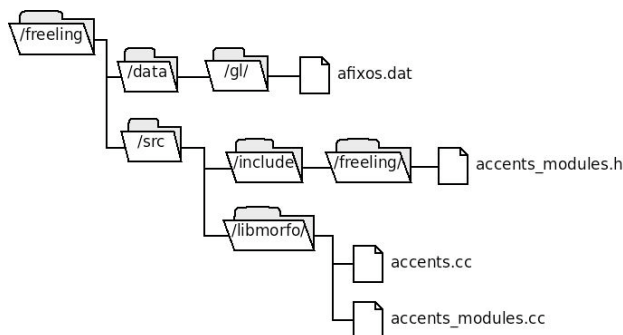 /freeling
/data
/gl/
afixos.dat
/src
/include
/freeling/
accents_modules.h
/libmorfo/
accents.cc
accents_modules.cc